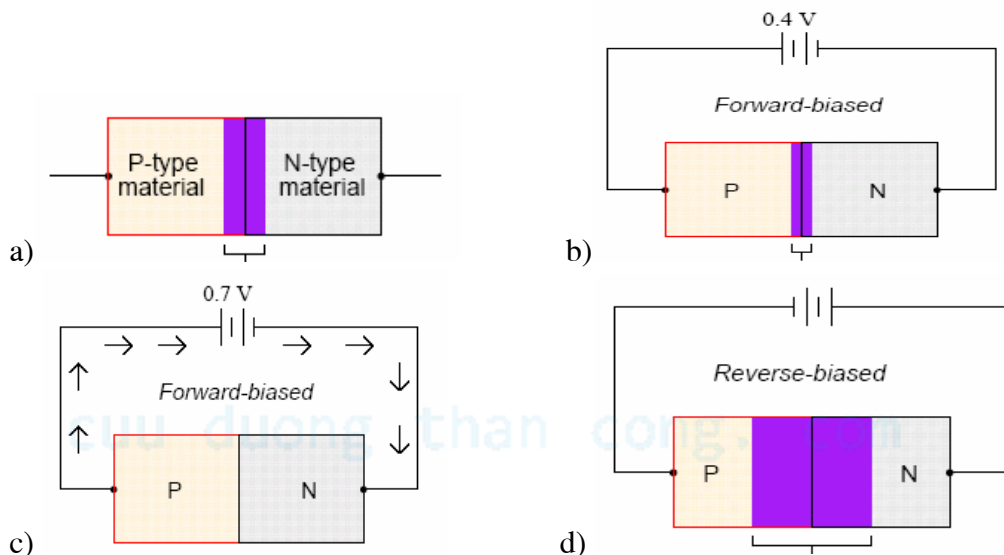 0.4 V
Forward-biased
P-type
material
N-type
material
P
N
a)
b)
0.7 V
Forward-biased
Reverse-biased
cuu duong than cong. com
P
N
P
N
c)
d)